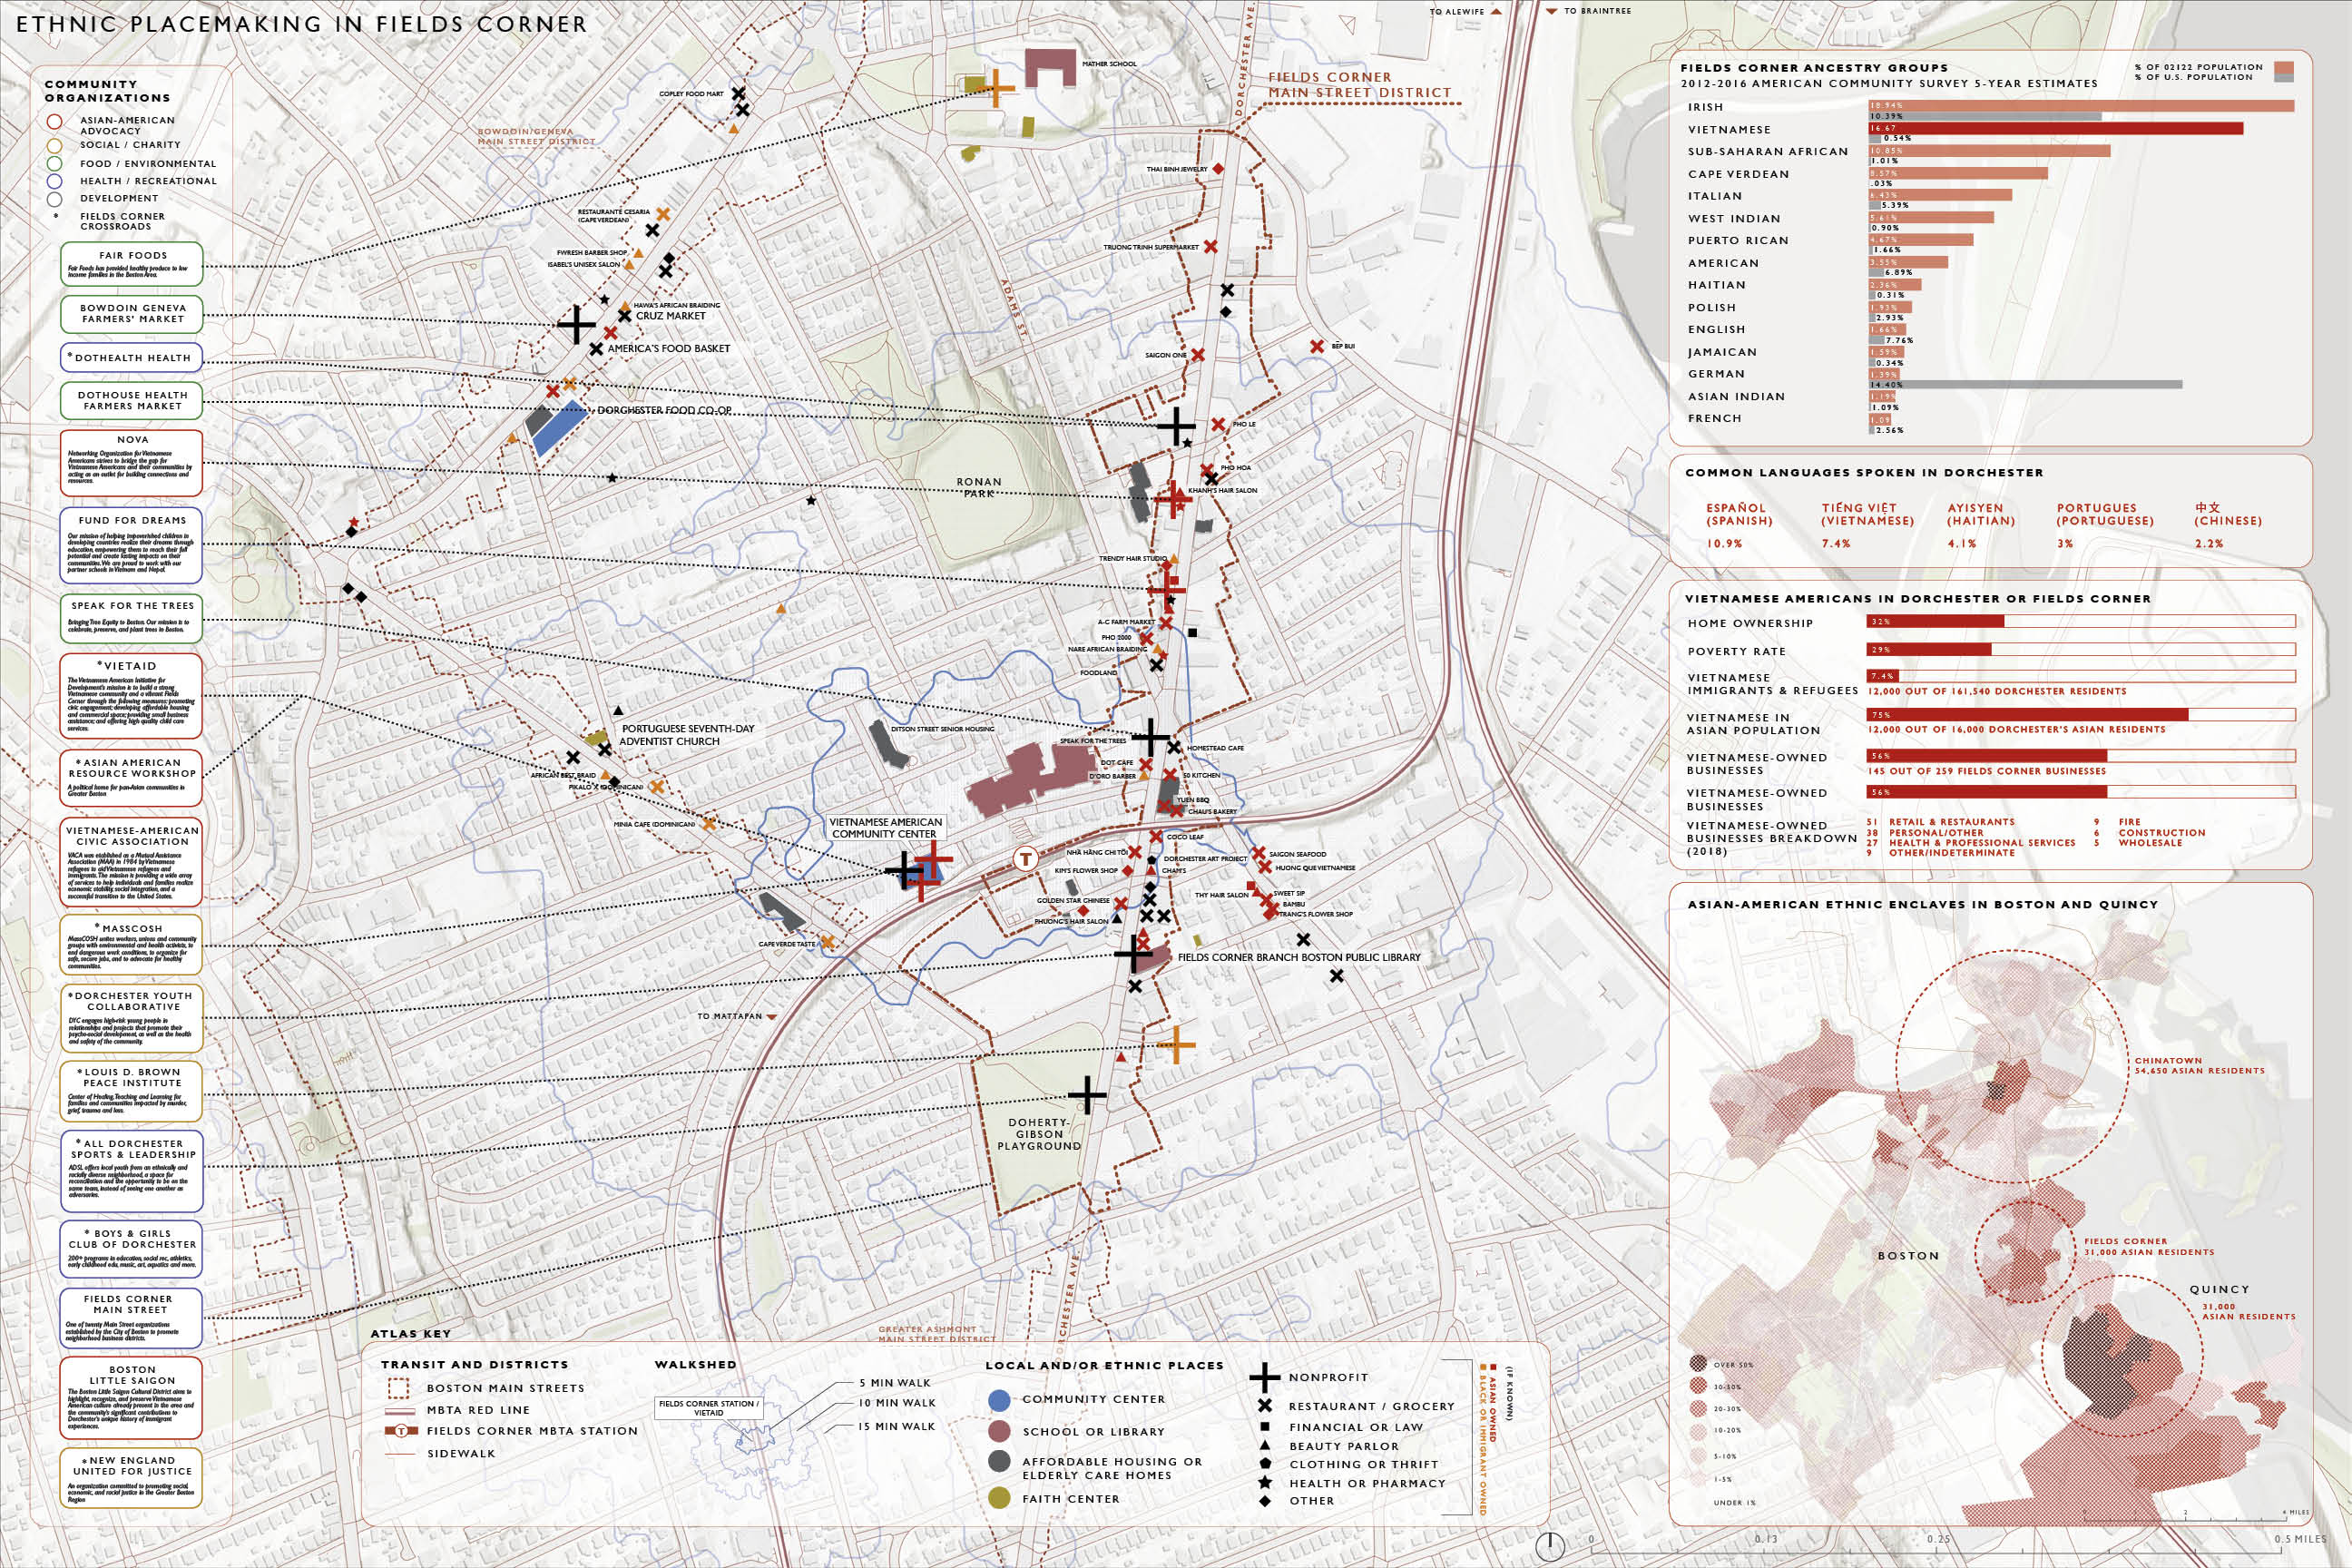 ETHNIC PLACEMAKING IN FIELDS CORNER
TO ALEWIFE
TO BRAINTREE
COMMUNITY
ORGANIZATIONS
ASIAN-AMERICAN
ADVOCACY
SOCIAL / CHARITY
FOOD / ENVIRONMENTAL
HEALTH / RECREATIONAL
DEVELOPMENT
* FIELDS CORNER
CROSSROADS
FAIR FOODS
Fair Foods has provided healthy produce to low
income families in the Boston Area.
BOWDOIN GENEVA
FARMERS' MARKET
*DOTHEALTH HEALTH
DOTHOUSE HEALTH
FARMERS MARKET
NOVA
Networking Organization for Vietnamese
Americans strives to bridge the gap for
Vietnamese Americans and their communities by
acting as an outlet for building connections and
resources.
FUND FOR DREAMS
Our mission of helping impoverished children in
developing countries realize their dreams through
education, empowering them to reach their full
potential and create lasting impacts on their
communities. We are proud to work with our
partner schools in Vietnam and Nepal.
SPEAK FOR THE TREES
Bringing Tree Equity to Boston. Our mission is to
celebrate, preserve, and plant trees in Boston.
*VIETAID
The Vietnamese American Initiative for
Development's mission is to build a strong
Vietnamese community and a vibrant Fields
Corner through the following measures: promoting
civic engagement; developing affordable housing
and commercial space; providing small business
assistance; and offering high quality child care
services.
*ASIAN AMERICAN
RESOURCE WORKSHOP
A political home for pan-Asian communities in
Greater Boston
VIETNAMESE-AMERICAN
CIVIC ASSOCIATION
VACA was established as a Mutual Assistance
Association (MAA) in 1984 by Vietnamese
refugees to aid Vietnamese refugees and
immigrants. The mission is providing a wide array
of services to help individuals and families realize
economic stability, social integration, and a
successful transition to the United States.
*MASSCOSH
MassCOSH unites workers, unions and community
groups with environmental and health activists, to
end dangerous work conditions, to organize for
safe, secure jobs, and to advocate for healthy
communities.
*DORCHESTER YOUTH
COLLABORATIVE
DYC engages high-risk young people in
relationships and projects that promote their
psycho-social development, as well as the health
and safety of the community.
*LOUIS D. BROWN
PEACE INSTITUTE
Center of Healing, Teaching and Learning for
families and communities impacted by murder,
grief, trauma and loss.
*ALL DORCHESTER
SPORTS & LEADERSHIP
ADSL offers local youth from an ethnically and
racially diverse neighborhood, a space for
reconciliation and the opportunity to be on the
same team, instead of seeing one another as
adversaries.
*BOYS & GIRLS
CLUB OF DORCHESTER
200+ programs in education, social rec, athletics,
early childhood edu, music, art, aquatics and more.
FIELDS CORNER
MAIN STREET
One of twenty Main Street organizations
established by the City of Boston to promote
neighborhood business districts.
BOSTON
LITTLE SAIGON
The Boston Little Saigon Cultural District aims to
highlight, recognize, and preserve Vietnamese
American culture already present in the area and
the community's significant contributions to
Dorchester's unique history of immigrant
experiences.
*NEW ENGLAND
UNITED FOR JUSTICE
An organization committed to promoting social,
economic, and racial justice in the Greater Boston
Region
BOWDOIN/GENEVA
MAIN STREET DISTRICT
COPLEY FOOD MART
RESTAURANTE CESARIA
(CAPEVERDEAN)
FWRESH BARBER SHOP
ISABEL'S UNISEX SALON
HAWA'S AFRICAN BRAIDING
CRUZ MARKET
AMERICA'S FOOD BASKET
DORGHESTER FOOD CO-OP
MATHER SCHOOL
DORCHESTER AVE.
FIELDS CORNER
MAIN STREET DISTRICT
ADAMS ST.
THAI BINH JEWELRY
TRUONG TRINH SUPERMARKET
SAIGON ONE
BẾP BUI
PHO LE
PHO HOA
KHANH'S HAIR SALON
RONAN
PARK
TRENDY HAIR STUDIO
A-C FARM MARKET
PHO 2000
NARE AFRICAN BRAIDING
FOODLAND
DITSON STREET SENIOR HOUSING
SPEAK FOR THE TREES
HOMESTEAD CAFE
DOT CAFE
D'ORO BARBER
50 KITCHEN
YUEN BBQ
CHAU'S BAKERY
PORTUGUESE SEVENTH-DAY
ADVENTIST CHURCH
AFRICAN BEST BRAID
PIKALO'X (DOMINICAN)
MINIA CAFE (DOMINICAN)
VIETNAMESE AMERICAN
COMMUNITY CENTER
T
COCO LEAF
NHÀ HÀNG CHI TÔI
DORCHESTER ART PROJECT
KIM'S FLOWER SHOP
CHAM'S
SAIGON SEAFOOD
HUONG QUE VIETNAMESE
GOLDEN STAR CHINESE
PHUONG'S HAIR SALON
THY HAIR SALON
SWEET SIP
BAMBU
TRANG'S FLOWER SHOP
CAPE VERDE TASTE
FIELDS CORNER BRANCH BOSTON PUBLIC LIBRARY
TO MATTAPAN
DOHERTY-
GIBSON
PLAYGROUND
GREATER ASHMONT
MAIN STREET DISTRICT
DORCHESTER AVE
ATLAS KEY
TRANSIT AND DISTRICTS
BOSTON MAIN STREETS
MBTA RED LINE
T
FIELDS CORNER MBTA STATION
SIDEWALK
WALKSHED
FIELDS CORNER STATION /
VIETAID
5 MIN WALK
10 MIN WALK
15 MIN WALK
LOCAL AND/OR ETHNIC PLACES
COMMUNITY CENTER
SCHOOL OR LIBRARY
AFFORDABLE HOUSING OR
ELDERLY CARE HOMES
FAITH CENTER
NONPROFIT
RESTAURANT / GROCERY
FINANCIAL OR LAW
BEAUTY PARLOR
CLOTHING OR THRIFT
HEALTH OR PHARMACY
OTHER
BLACK OR IMMIGRANT OWNED
ASIAN OWNED
(IF KNOWN)
FIELDS CORNER ANCESTRY GROUPS
2012-2016 AMERICAN COMMUNITY SURVEY 5-YEAR ESTIMATES
% OF 02122 POPULATION
% OF U.S. POPULATION
IRISH
18.94%
10.39%
VIETNAMESE
16.67
0.54%
SUB-SAHARAN AFRICAN
10.85%
1.01%
CAPE VERDEAN
8.57%
.03%
ITALIAN
6.43%
5.39%
WEST INDIAN
5.61%
0.90%
PUERTO RICAN
4.67%
1.66%
AMERICAN
3.55%
6.89%
HAITIAN
2.36%
0.31%
POLISH
1.93%
2.93%
ENGLISH
1.66%
7.76%
JAMAICAN
1.59%
0.34%
GERMAN
1.39%
14.40%
ASIAN INDIAN
1.19%
1.09%
FRENCH
1.09
2.56%
COMMON LANGUAGES SPOKEN IN DORCHESTER
ESPAÑOL
(SPANISH)
10.9%
TIẾNG VIỆT
(VIETNAMESE)
7.4%
AYISYEN
(HAITIAN)
4.1%
PORTUGUES
(PORTUGUESE)
3%
中文
(CHINESE)
2.2%
VIETNAMESE AMERICANS IN DORCHESTER OR FIELDS CORNER
HOME OWNERSHIP
32%
POVERTY RATE
29%
VIETNAMESE
IMMIGRANTS & REFUGEES
7.4%
12,000 OUT OF 161,540 DORCHESTER RESIDENTS
VIETNAMESE IN
ASIAN POPULATION
75%
12,000 OUT OF 16,000 DORCHESTER'S ASIAN RESIDENTS
VIETNAMESE-OWNED
BUSINESSES
56%
145 OUT OF 259 FIELDS CORNER BUSINESSES
VIETNAMESE-OWNED
BUSINESSES
56%
VIETNAMESE-OWNED
BUSINESSES BREAKDOWN
(2018)
51 RETAIL & RESTAURANTS
38 PERSONAL/OTHER
27 HEALTH & PROFESSIONAL SERVICES
9 OTHER/INDETERMINATE
9 FIRE
6 CONSTRUCTION
5 WHOLESALE
ASIAN-AMERICAN ETHNIC ENCLAVES IN BOSTON AND QUINCY
CHINATOWN
54,650 ASIAN RESIDENTS
BOSTON
FIELDS CORNER
31,000 ASIAN RESIDENTS
QUINCY
31,000
ASIAN RESIDENTS
OVER 50%
30-50%
20-30%
10-20%
5-10%
1-5%
UNDER 1%
2
4 MILES
0
0.13
0.25
0.5 MILES